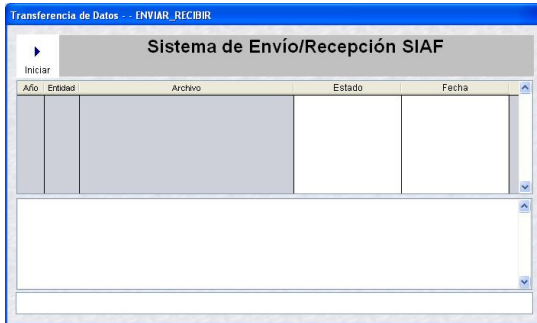 Transferencia de Datos - - ENVIAR_RECIBIR
Sistema de Envío/Recepción SIAF
Iniciar
Año Entidad Archivo Estado Fecha